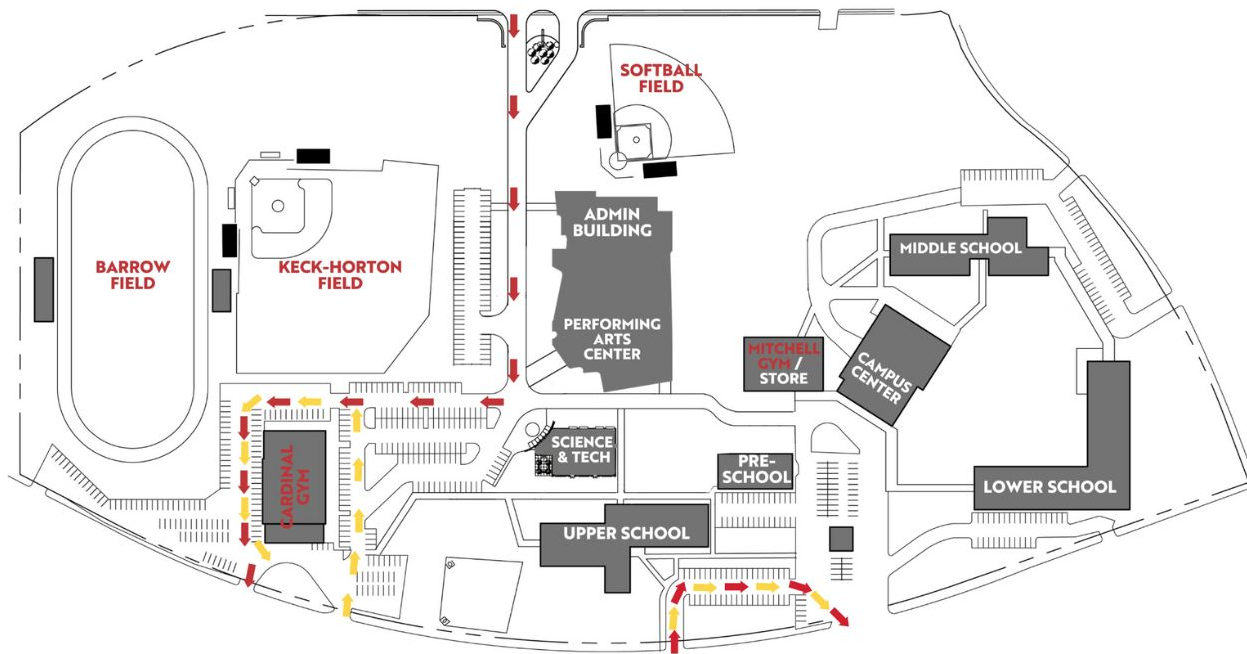 SOFTBALL
FIELD
ADMIN
BUILDING
MIDDLE SCHOOL
BARROW
FIELD
KECK-HORTON
FIELD
PERFORMING
ARTS
CENTER
MITCHELL
GYM /
STORE
CAMPUS
CENTER
CARDINAL
GYM
SCIENCE
& TECH
PRE-
SCHOOL
LOWER SCHOOL
UPPER SCHOOL